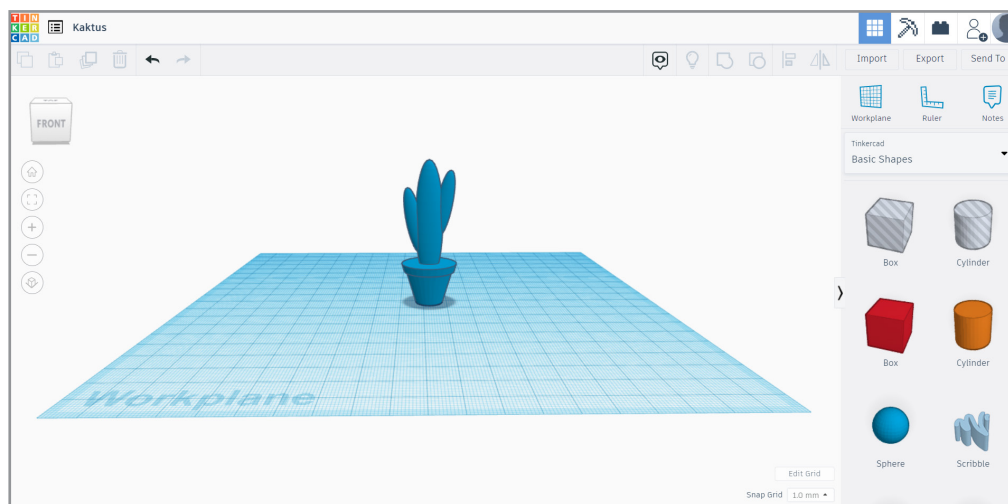 TIN
KER
CAD
Kaktus
Import
Export
Send To
FRONT
Workplane
Ruler
Notes
Tinkercad
Basic Shapes
Box
Cylinder
Box
Cylinder
Sphere
Scribble
Workplane
Edit Grid
Snap Grid 1.0 mm